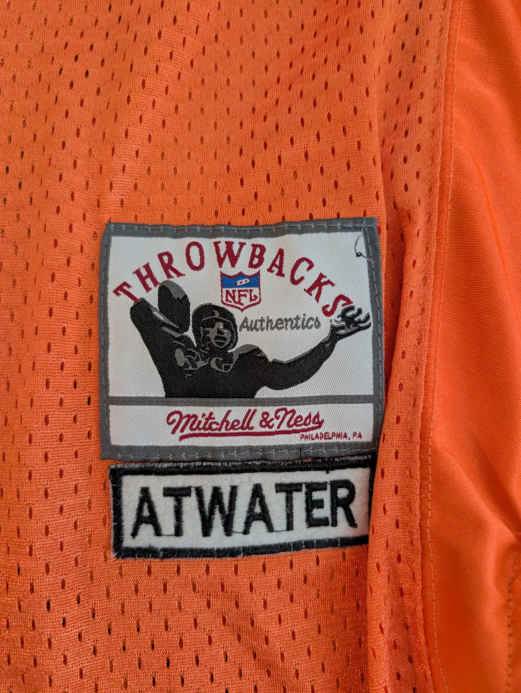 THROWBACKS
NFL
Authentics
Mitchell & Ness
PHILADELPHIA, PA
ATWATER